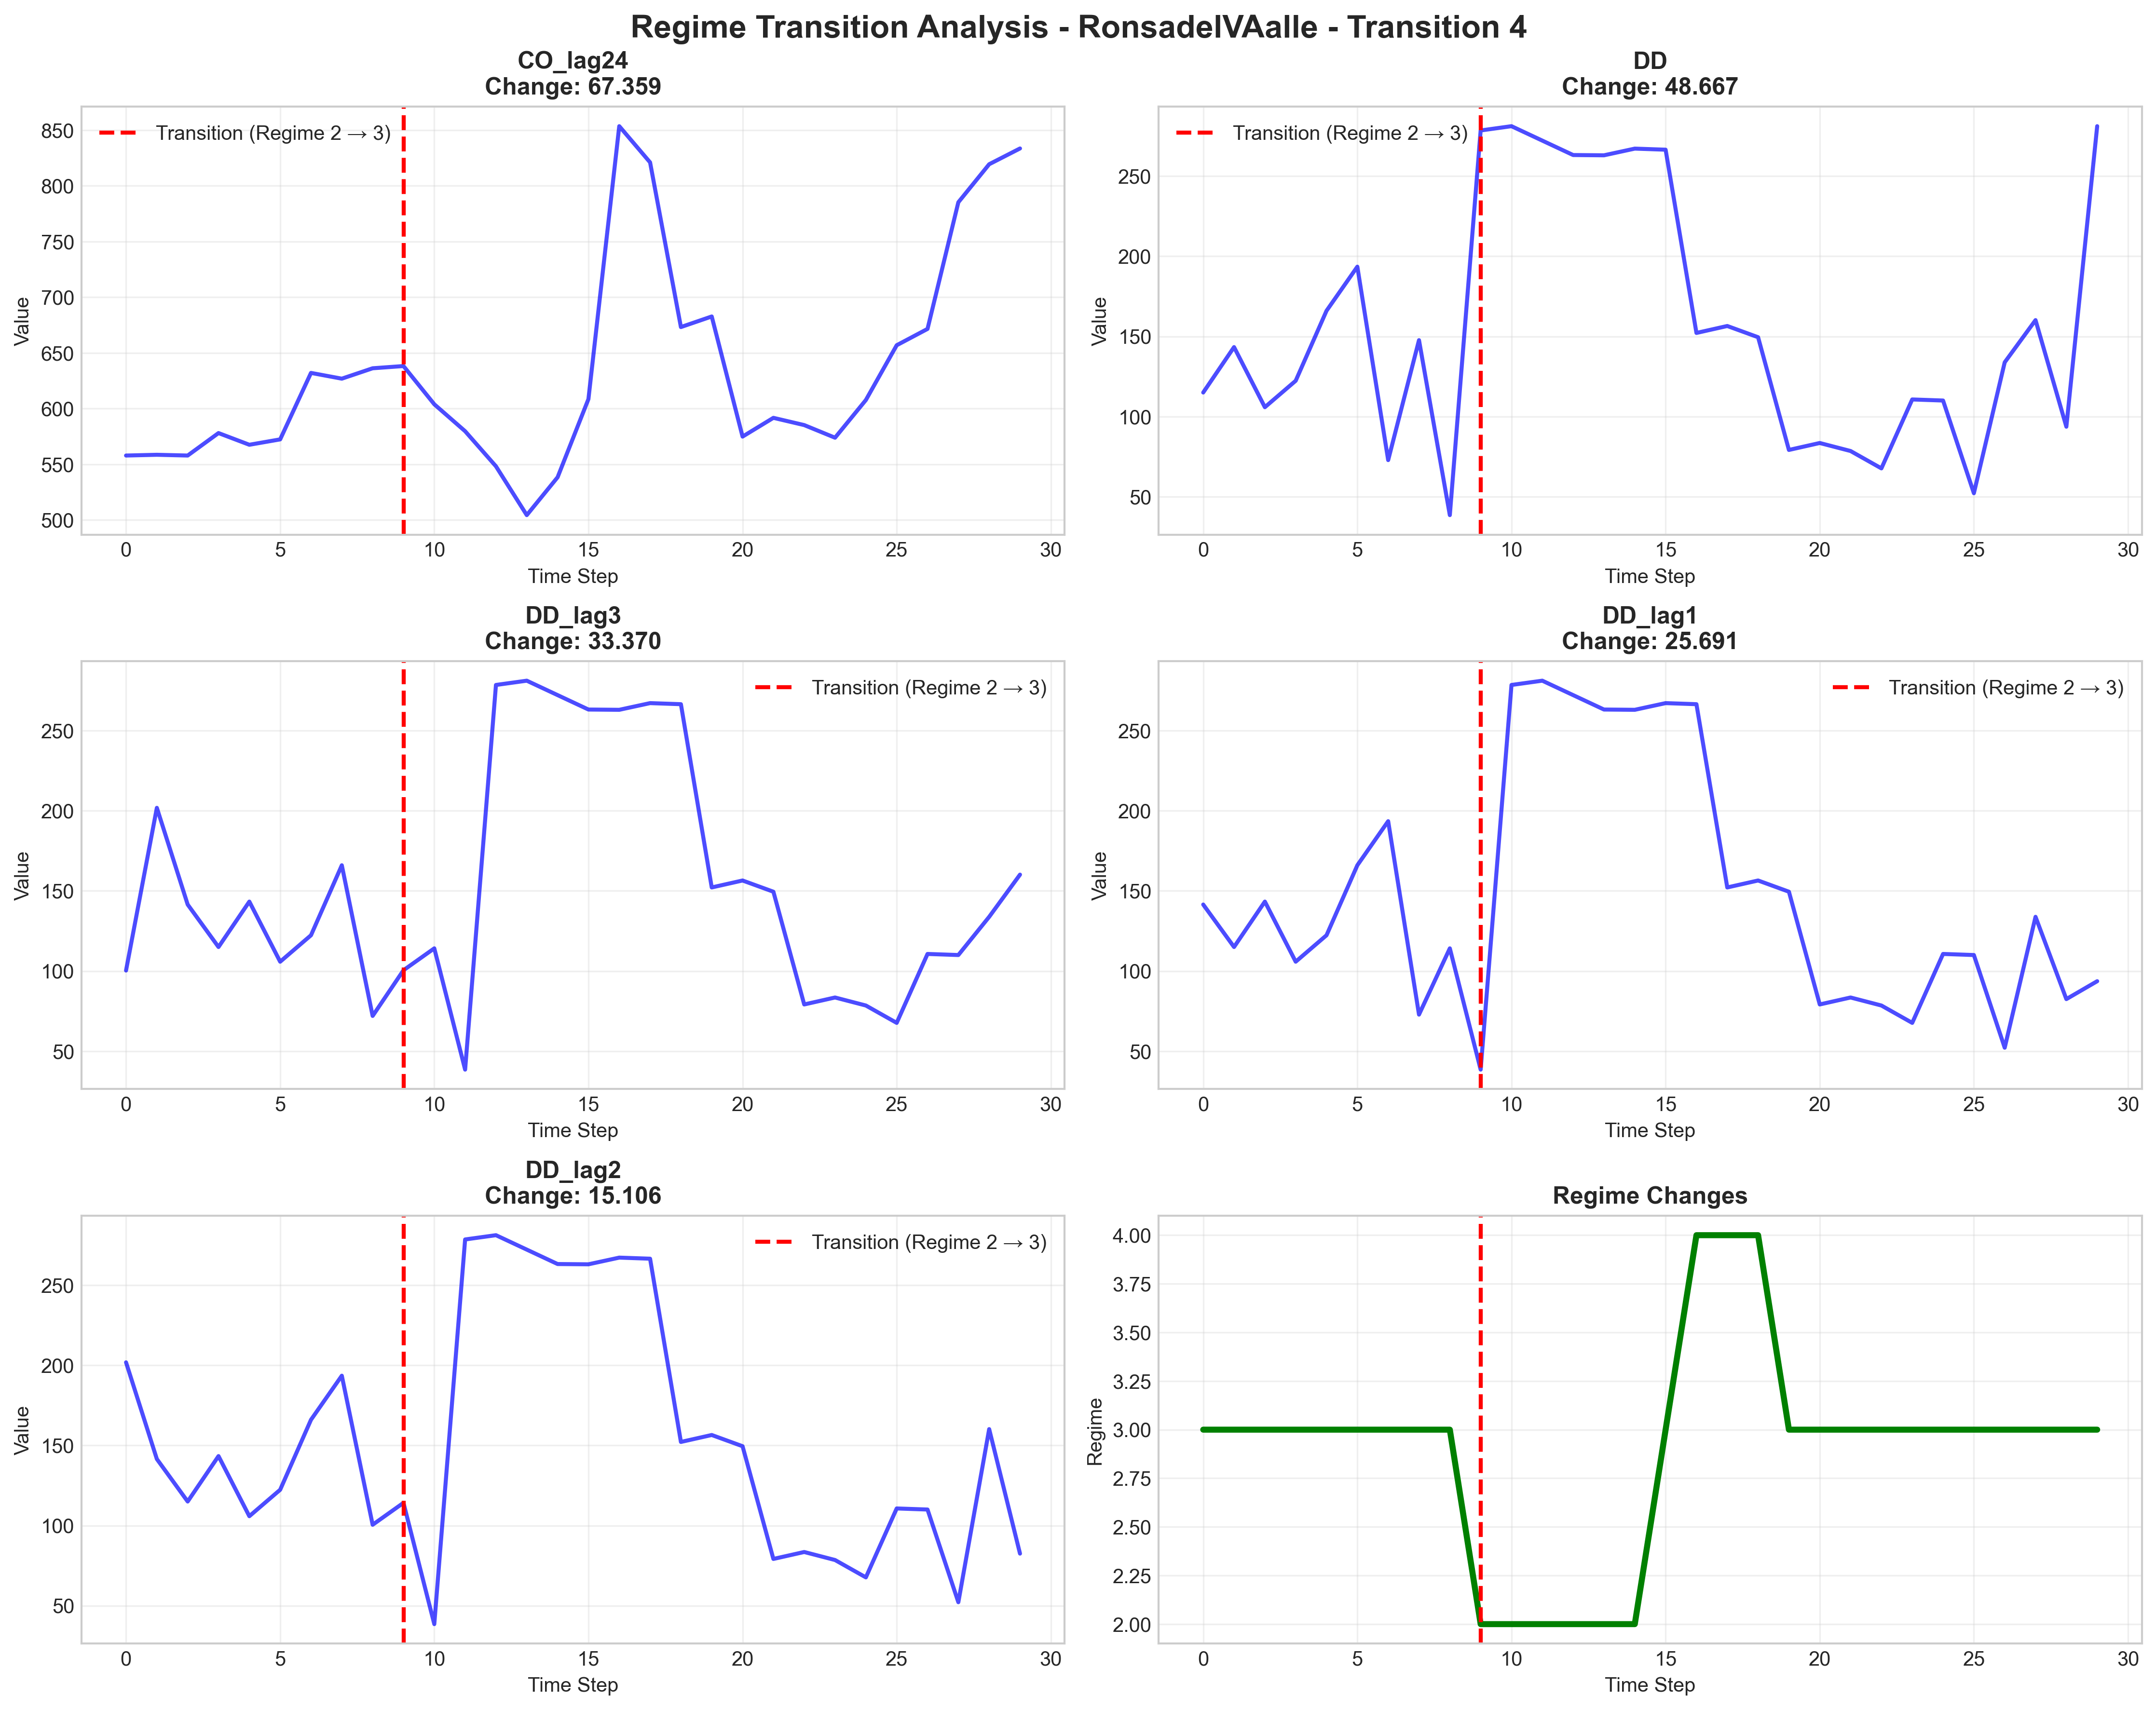 Regime Transition Analysis - RonsadelVAalle - Transition 4
CO_lag24
Change: 67.359
Transition (Regime 2 → 3)
Value
850
800
750
700
650
600
550
500
0 5 10 15 20 25 30
Time Step
DD
Change: 48.667
Transition (Regime 2 → 3)
Value
250
200
150
100
50
0 5 10 15 20 25 30
Time Step
DD_lag3
Change: 33.370
Transition (Regime 2 → 3)
Value
250
200
150
100
50
0 5 10 15 20 25 30
Time Step
DD_lag1
Change: 25.691
Transition (Regime 2 → 3)
Value
250
200
150
100
50
0 5 10 15 20 25 30
Time Step
DD_lag2
Change: 15.106
Transition (Regime 2 → 3)
Value
250
200
150
100
50
0 5 10 15 20 25 30
Time Step
Regime Changes
Regime
4.00
3.75
3.50
3.25
3.00
2.75
2.50
2.25
2.00
0 5 10 15 20 25 30
Time Step